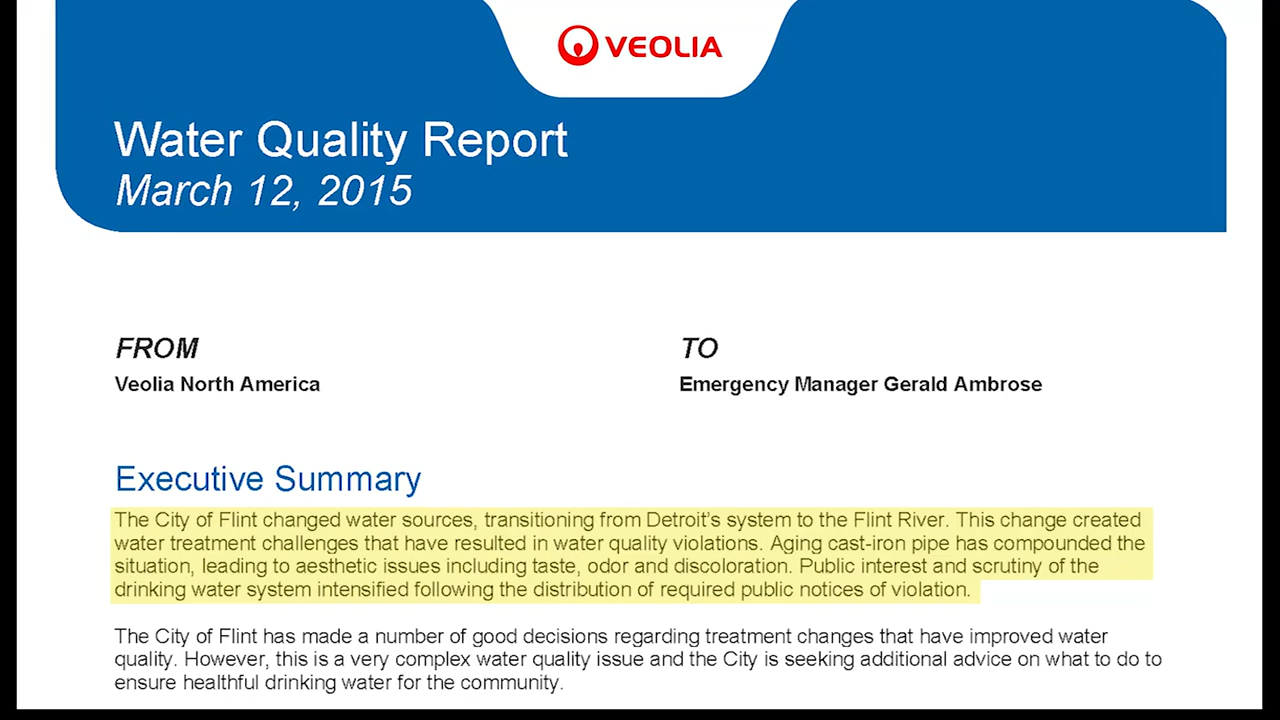 VEOLIA
Water Quality Report
March 12, 2015
FROM
TO
Veolia North America
Emergency Manager Gerald Ambrose
Executive Summary
The City of Flint changed water sources, transitioning from Detroit's system to the Flint River. This change created
water treatment challenges that have resulted in water quality violations. Aging cast-iron pipe has compounded the
situation, leading to aesthetic issues including taste, odor and discoloration. Public interest and scrutiny of the
drinking water system intensified following the distribution of required public notices of violation.
The City of Flint has made a number of good decisions regarding treatment changes that have improved water
quality. However, this is a very complex water quality issue and the City is seeking additional advice on what to do to
ensure healthful drinking water for the community.